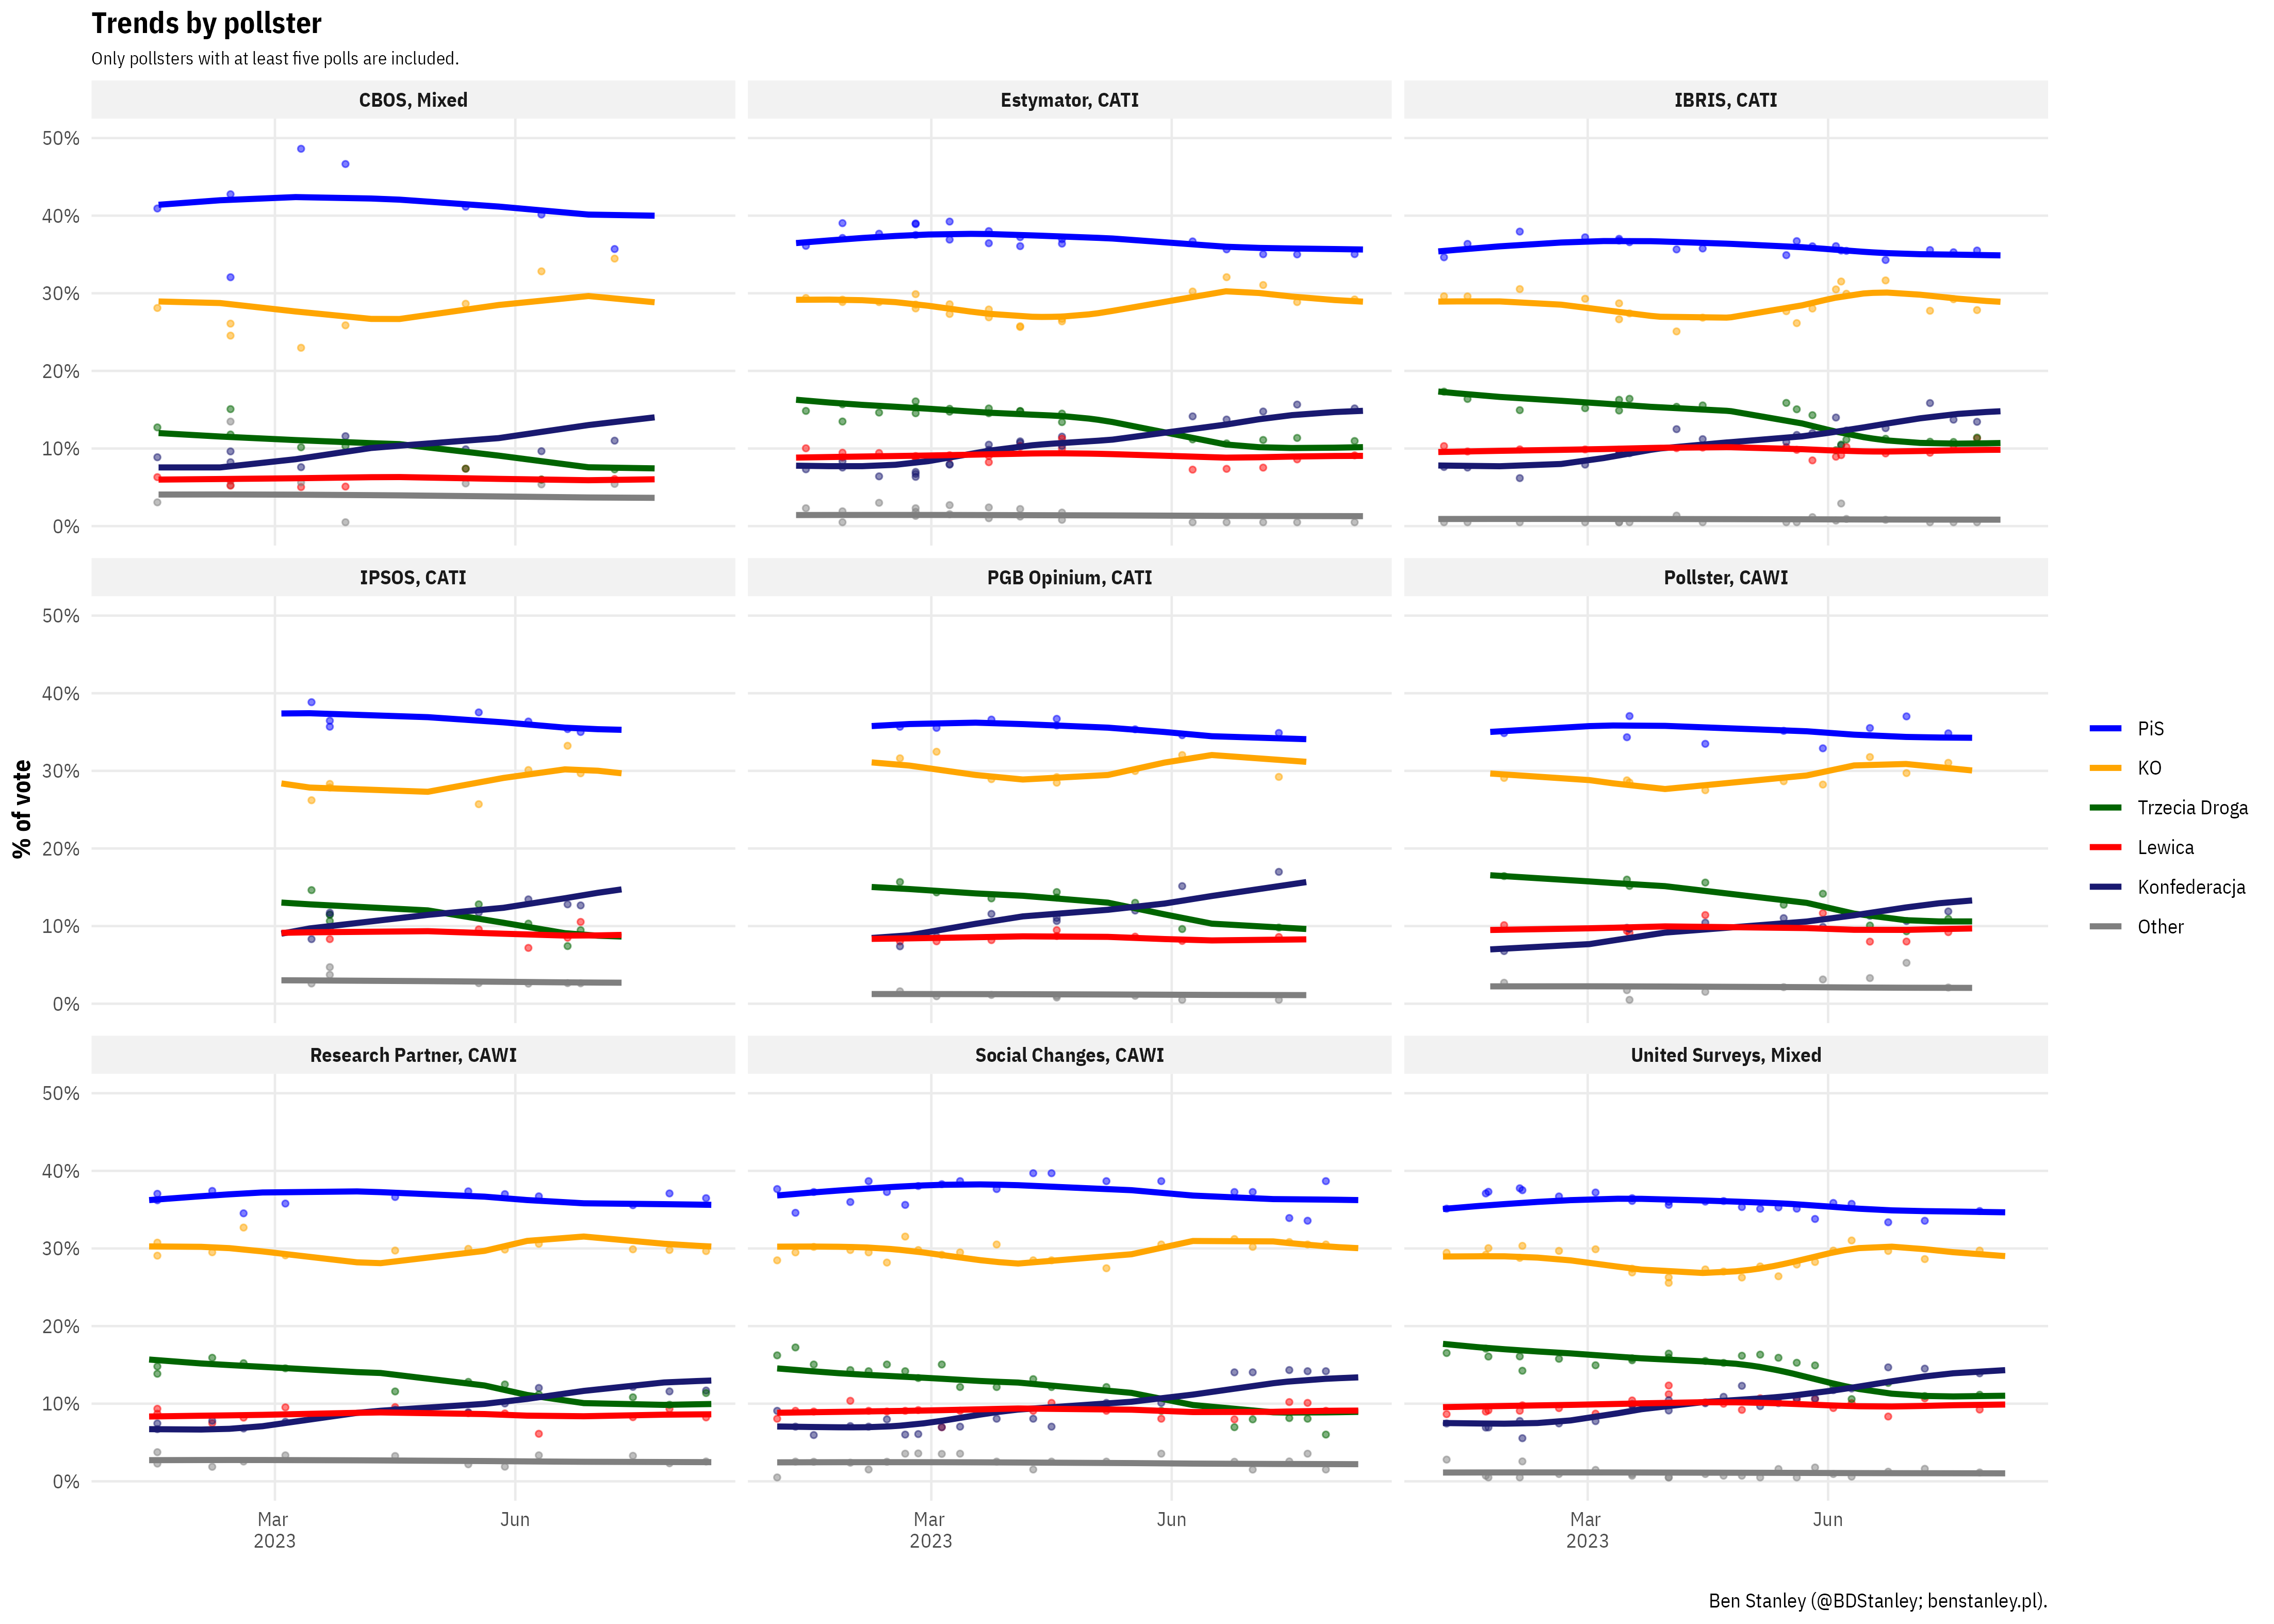 Trends by pollster
Only pollsters with at least five polls are included.
CBOS, Mixed
Estymator, CATI
IBRIS, CATI
50%
40%
30%
20%
10%
0%
IPSOS, CATI
PGB Opinium, CATI
Pollster, CAWI
50%
40%
30%
20%
10%
0%
% of vote
PiS
KO
Trzecia Droga
Lewica
Konfederacja
Other
Research Partner, CAWI
Social Changes, CAWI
United Surveys, Mixed
50%
40%
30%
20%
10%
0%
Mar
2023
Jun
Mar
2023
Jun
Mar
2023
Jun
Ben Stanley (@BDStanley; benstanley.pl).